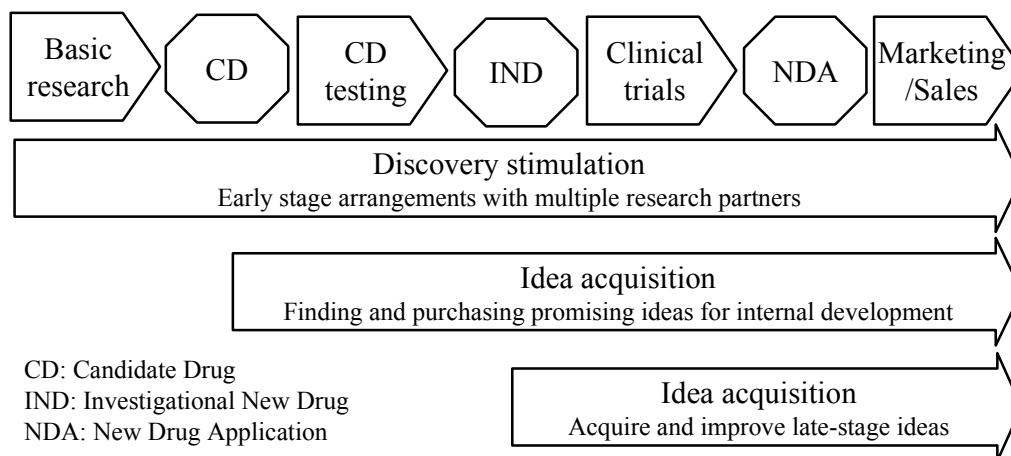 Basic
research
CD
CD
testing
IND
Clinical
trials
NDA
Marketing
/Sales
Discovery stimulation
Early stage arrangements with multiple research partners
Idea acquisition
Finding and purchasing promising ideas for internal development
CD: Candidate Drug
IND: Investigational New Drug
NDA: New Drug Application
Idea acquisition
Acquire and improve late-stage ideas